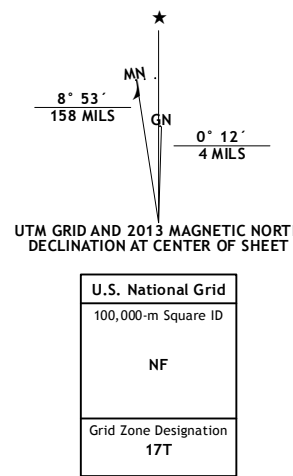 ★
MN
8° 53´
158 MILS
GN
0° 12´
4 MILS
UTM GRID AND 2013 MAGNETIC NORT
DECLINATION AT CENTER OF SHEET
U.S. National Grid
100,000-m Square ID
NF
Grid Zone Designation
17T